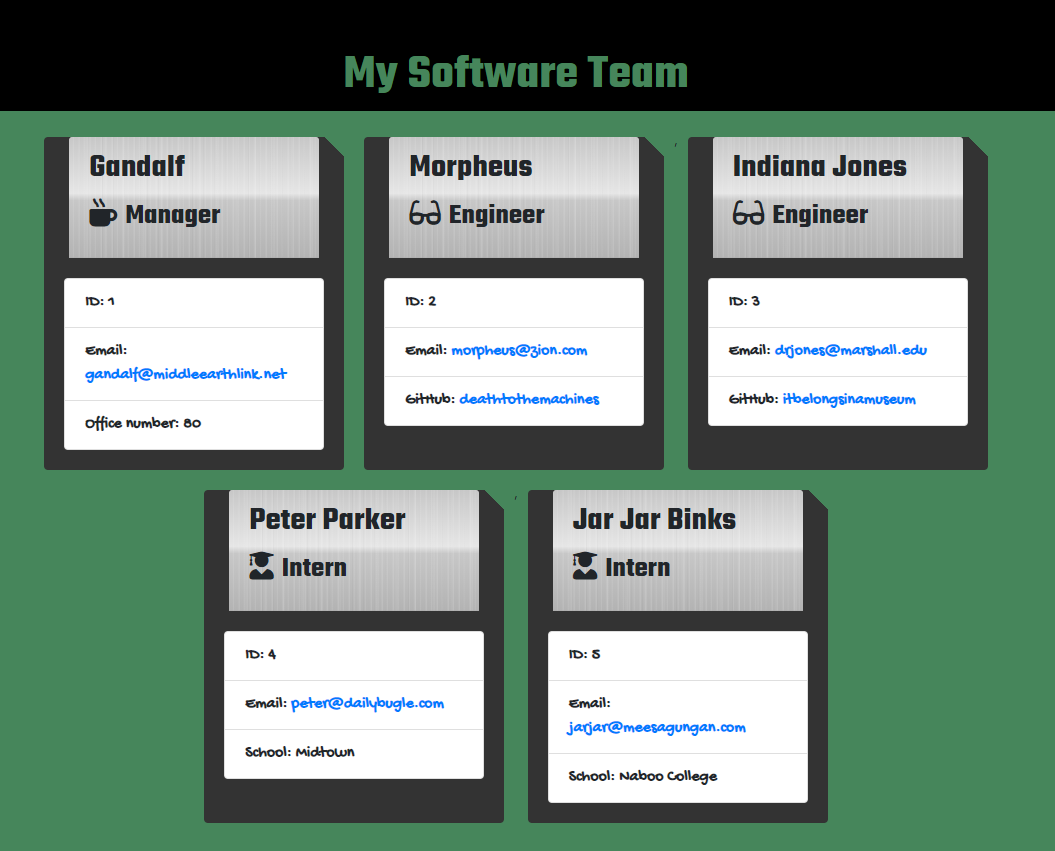 My Software Team
Gandalf
Manager
ID: 1
Email:
gandalf@middleearthlink.net
Office number: 80
Morpheus
Engineer
ID: 2
Email: morpheus@zion.com
GitHub: deathtothemachines
,
Indiana Jones
Engineer
ID: 3
Email: drjones@marshall.edu
GitHub: itbelongsinamuseum
Peter Parker
Intern
ID: 4
Email: peter@dailybugle.com
School: Midtown
,
Jar Jar Binks
Intern
ID: 5
Email:
jarjar@meesagungan.com
School: Naboo College